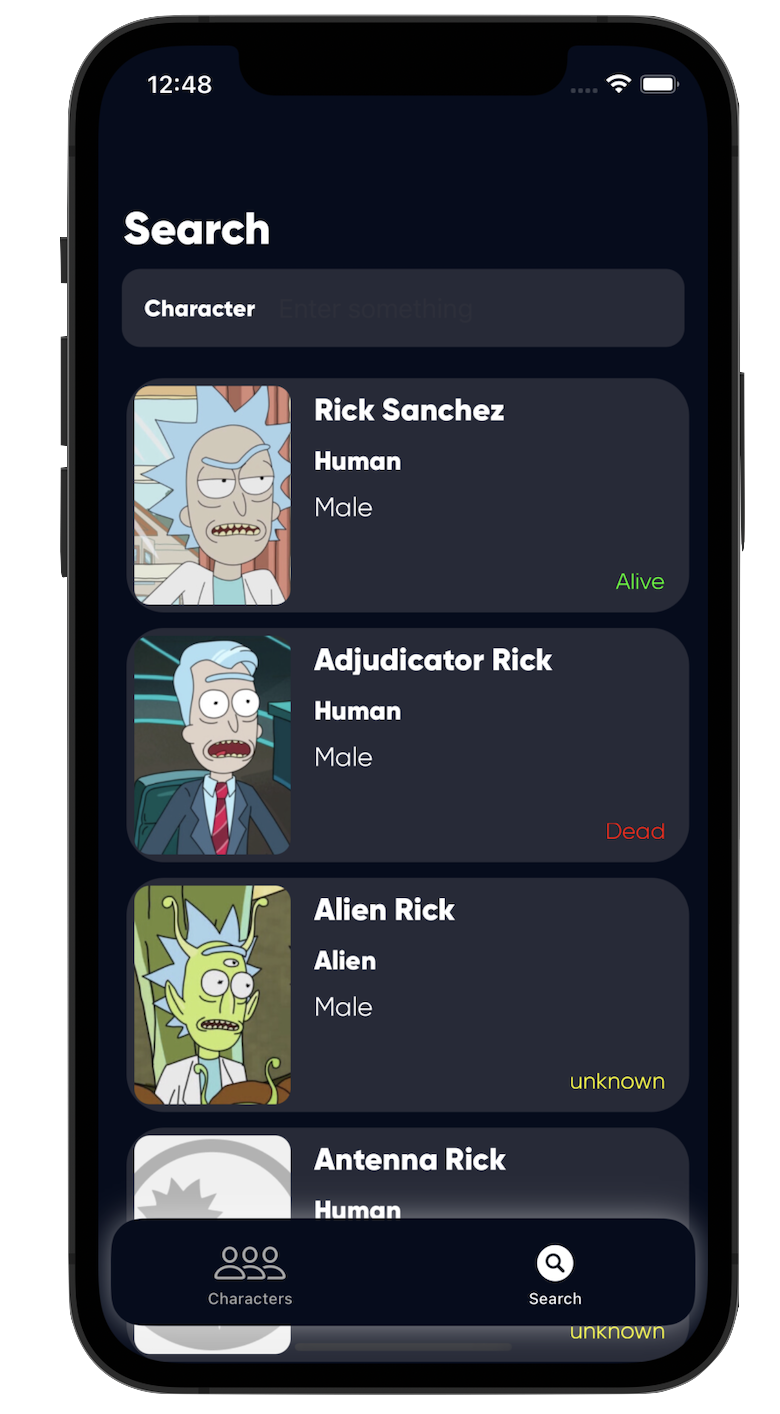 12:48
Search
Character Enter something
Rick Sanchez
Human
Male
Alive
Adjudicator Rick
Human
Male
Dead
Alien Rick
Alien
Male
unknown
Antenna Rick
Human
Characters
Search
unknown